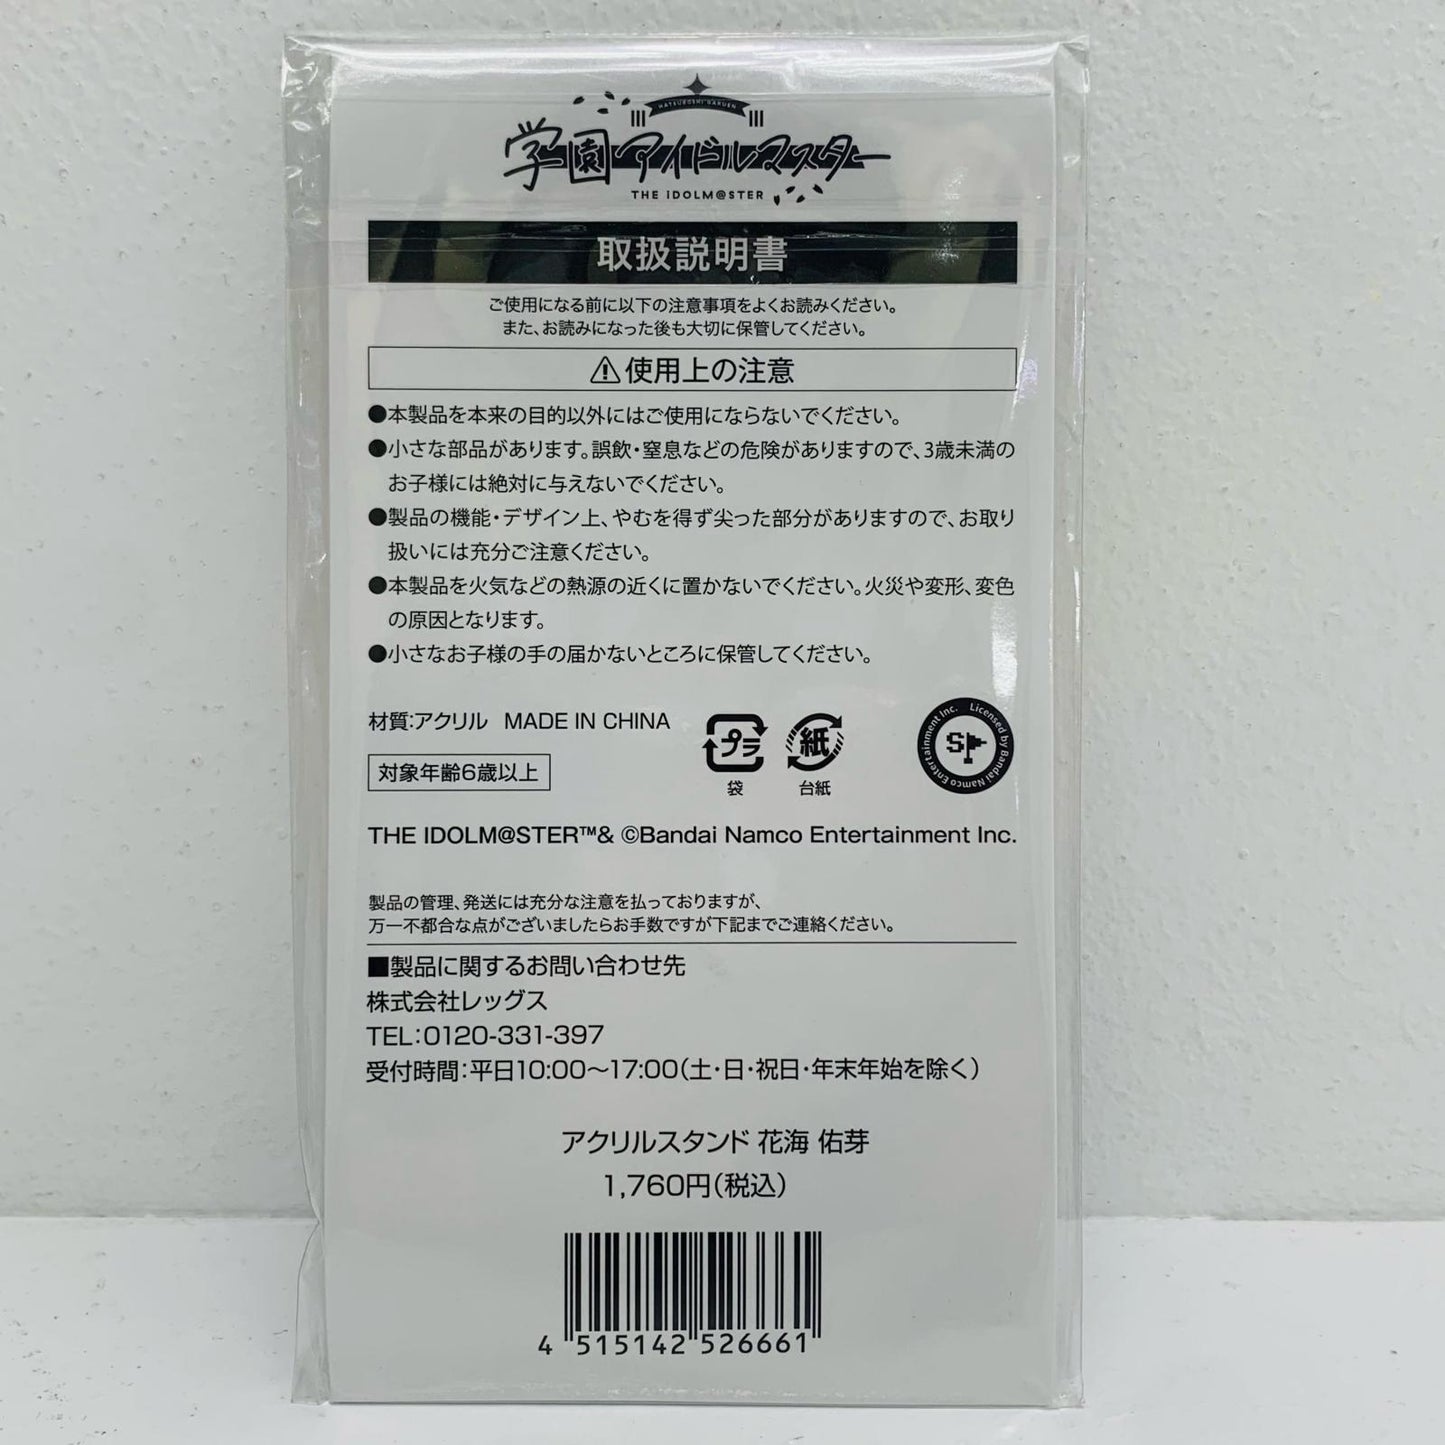 HATSUBOSHI GAKUEN
学園アイドルマスター
THE iDOLM@STER
取扱説明書
ご使用になる前に以下の注意事項をよくお読みください。
また、お読みになった後も大切に保管してください。
⚠使用上の注意
●本製品を本来の目的以外にはご使用にならないでください。
●小さな部品があります。誤飲・窒息などの危険がありますので、3歳未満の
お子様には絶対に与えないでください。
●製品の機能・デザイン上、やむを得ず尖った部分がありますので、お取り
扱いには充分ご注意ください。
●本製品を火気などの熱源の近くに置かないでください。火災や変形、変色
の原因となります。
●小さなお子様の手の届かないところに保管してください。
材質:アクリル MADE IN CHINA
対象年齢6歳以上
プラ
袋
紙
台紙
Licensed by Bandai Namco Entertainment Inc.
THE IDOLM@STER™& ©Bandai Namco Entertainment Inc.
製品の管理、発送には充分な注意を払っておりますが、
万一不都合な点がございましたらお手数ですが下記までご連絡ください。
■製品に関するお問い合わせ先
株式会社レッグス
TEL:0120-331-397
受付時間:平日10:00〜17:00(土・日・祝日・年末年始を除く)
アクリルスタンド 花海 佑芽
1,760円(税込)
4 515142 526661